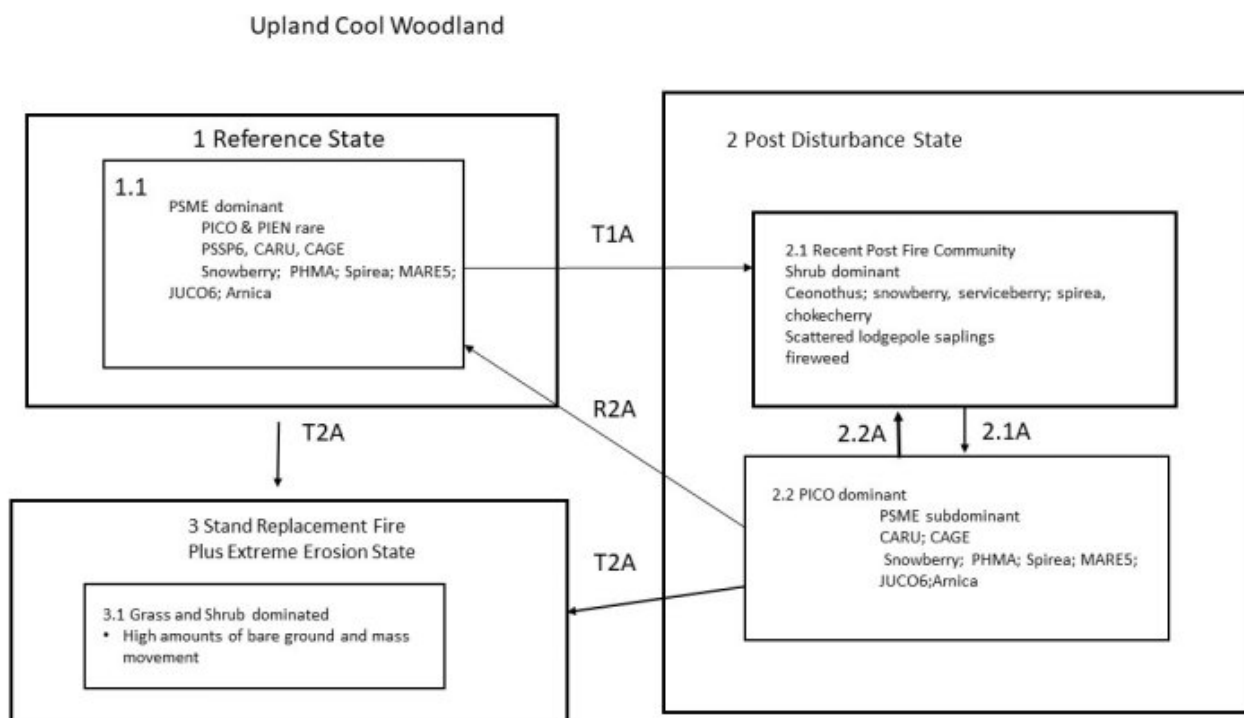 Upland Cool Woodland
1 Reference State
1.1
PSME dominant
PICO & PIEN rare
PSSP6, CARU, CAGE
Snowberry; PHMA; Spirea; MARE5;
JUCO6; Arnica
T1A
2 Post Disturbance State
2.1 Recent Post Fire Community
Shrub dominant
Ceonothus; snowberry, serviceberry; spirea,
chokecherry
Scattered lodgepole saplings
fireweed
R2A
T2A
2.2A
2.1A
2.2 PICO dominant
PSME subdominant
CARU; CAGE
Snowberry; PHMA; Spirea; MARE5;
JUCO6;Arnica
T2A
3 Stand Replacement Fire
Plus Extreme Erosion State
3.1 Grass and Shrub dominated
• High amounts of bare ground and mass
movement